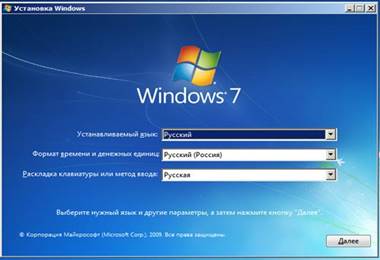 Установка Windows
Windows 7
Устанавливаемый язык: Русский
Формат времени и денежных единиц: Русский (Россия)
Раскладка клавиатуры или метод ввода: Русская
Выберите нужный язык и другие параметры, а затем нажмите кнопку "Далее".
© Корпорация Майкрософт (Microsoft Corp.), 2009. Все права защищены.
Далее